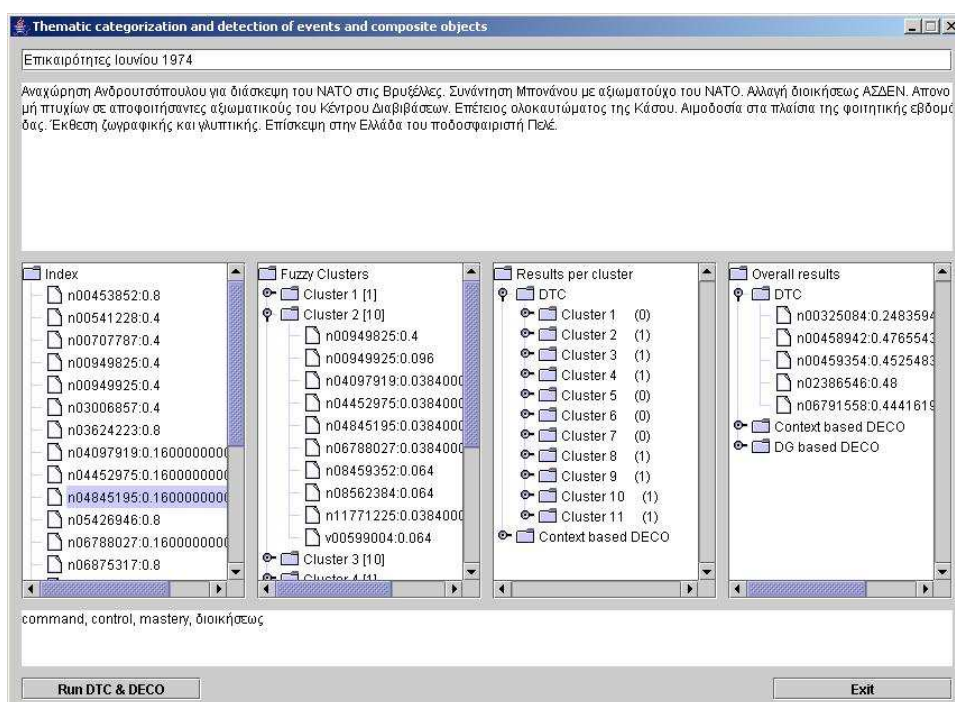 Thematic categorization and detection of events and composite objects
Επικαιρότητες Ιουνίου 1974
Αναχώρηση Ανδρουτσόπουλου για διάσκεψη του ΝΑΤΟ στις Βρυξέλλες. Συνάντηση Μπονάνου με αξιωματούχο του ΝΑΤΟ. Αλλαγή διοικήσεως ΑΣΔΕΝ. Απονο
μή πτυχίων σε αποφοιτήσαντες αξιωματικούς του Κέντρου Διαβιβάσεων. Επέτειος ολοκαυτώματος της Κάσου. Αιμοδοσία στα πλαίσια της φοιτητικής εβδομά
δας. Έκθεση ζωγραφικής και γλυπτικής. Επίσκεψη στην Ελλάδα του ποδοσφαιριστή Πελέ.
Index
n00453852:0.8
n00541228:0.4
n00707787:0.4
n00949825:0.4
n00949925:0.4
n03006857:0.4
n03624223:0.8
n04097919:0.1600000000
n04452975:0.1600000000
n04845195:0.1600000000
n05426946:0.8
n06788027:0.1600000000
n06875317:0.8
Fuzzy Clusters
Cluster 1 [1]
Cluster 2 [10]
n00949825:0.4
n00949925:0.096
n04097919:0.0384000
n04452975:0.0384000
n04845195:0.0384000
n06788027:0.0384000
n08459352:0.064
n08562384:0.064
n11771225:0.0384000
v00599004:0.064
Cluster 3 [10]
Cluster 4 [1]
Results per cluster
DTC
Cluster 1 (0)
Cluster 2 (1)
Cluster 3 (1)
Cluster 4 (1)
Cluster 5 (0)
Cluster 6 (0)
Cluster 7 (0)
Cluster 8 (1)
Cluster 9 (1)
Cluster 10 (1)
Cluster 11 (1)
Context based DECO
Overall results
DTC
n00325084:0.2483594
n00458942:0.4765543
n00459354:0.4525483
n02386546:0.48
n06791558:0.4441619
Context based DECO
DG based DECO
command, control, mastery, διοικήσεως
Run DTC & DECO
Exit